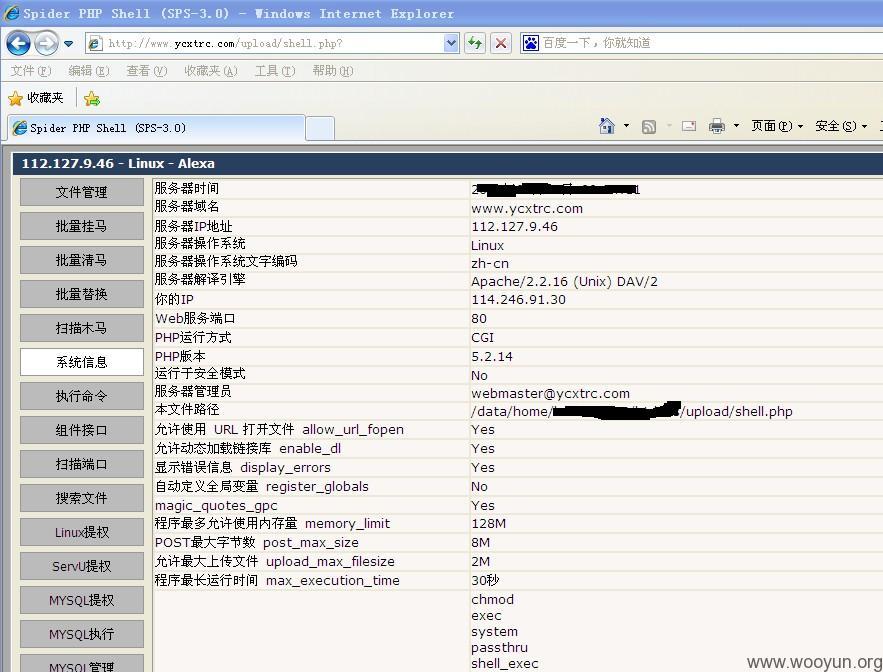 Spider PHP Shell (SPS-3.0) - Windows Internet Explorer
http://www.ycxtrc.com/upload/shell.php?
百度一下，你就知道
文件(F) 编辑(E) 查看(V) 收藏夹(A) 工具(T) 帮助(H)
收藏夹
Spider PHP Shell (SPS-3.0)
页面(P) 安全(S)
112.127.9.46 - Linux - Alexa
文件管理
批量挂马
批量清马
批量替换
扫描木马
系统信息
执行命令
组件接口
扫描端口
搜索文件
Linux提权
ServU提权
MYSQL提权
MYSQL执行
MYSQL管理
服务器时间
服务器域名 www.ycxtrc.com
服务器IP地址 112.127.9.46
服务器操作系统 Linux
服务器操作系统文字编码 zh-cn
服务器解译引擎 Apache/2.2.16 (Unix) DAV/2
你的IP 114.246.91.30
Web服务端口 80
PHP运行方式 CGI
PHP版本 5.2.14
运行于安全模式 No
服务器管理员 webmaster@ycxtrc.com
本文件路径 /data/home/ /upload/shell.php
允许使用 URL 打开文件 allow_url_fopen Yes
允许动态加载链接库 enable_dl Yes
显示错误信息 display_errors Yes
自动定义全局变量 register_globals No
magic_quotes_gpc Yes
程序最多允许使用内存量 memory_limit 128M
POST最大字节数 post_max_size 8M
允许最大上传文件 upload_max_filesize 2M
程序最长运行时间 max_execution_time 30秒
chmod
exec
system
passthru
shell_exec
www.wooyun.org